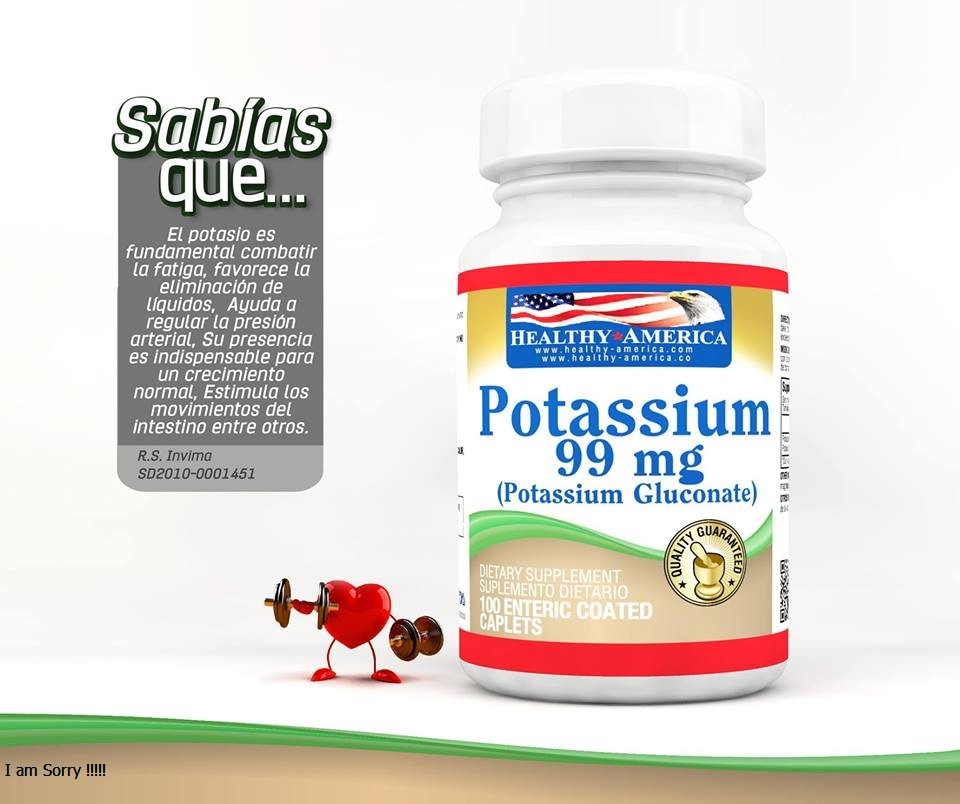 Sabías
que...
El potasio es
fundamental combatir
la fatiga, favorece la
eliminación de
líquidos, Ayuda a
regular la presión
arterial, Su presencia
es indispensable para
un crecimiento
normal, Estimula los
movimientos del
intestino entre otros.
R.S. Invima
SD2010-0001451
HEALTHY★AMERICA
www.healthy-america.com
www.healthy-america.co
Potassium
99 mg
(Potassium Gluconate)
QUALITY GUARANTEED
DIETARY SUPPLEMENT
SUPLEMENTO DIETARIO
100 ENTERIC COATED
CAPLETS
I am Sorry !!!!!